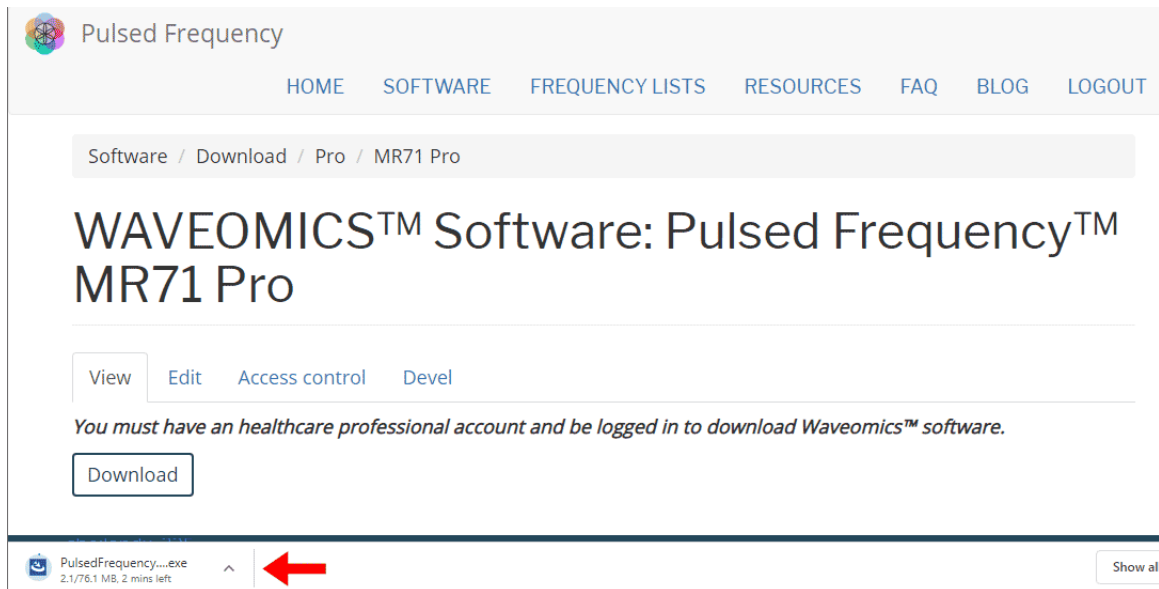 Pulsed Frequency
HOME SOFTWARE FREQUENCY LISTS RESOURCES FAQ BLOG LOGOUT
Software / Download / Pro / MR71 Pro
WAVEOMICS™ Software: Pulsed Frequency™
MR71 Pro
View Edit Access control Devel
You must have an healthcare professional account and be logged in to download Waveomics™ software.
Download
PulsedFrequency....exe
2.1/76.1 MB, 2 mins left
Show all